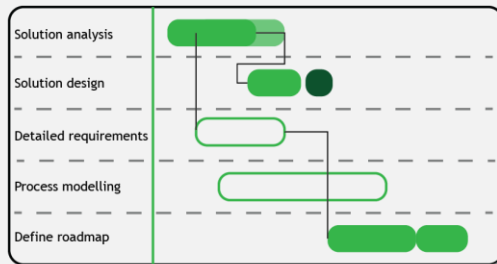 Solution analysis
Solution design
Detailed requirements
Process modelling
Define roadmap